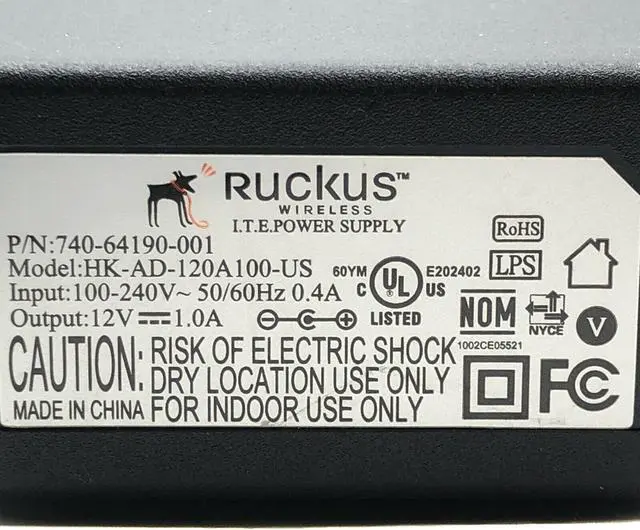 RUCKUS™
WIRELESS
I.T.E.POWER SUPPLY
P/N:740-64190-001
Model:HK-AD-120A100-US
Input:100-240V~ 50/60Hz 0.4A
Output:12V⎓1.0A
60YM
E202402
C UL US
LISTED
RoHS
LPS
NOM
NYCE
1002CE05521
V
CAUTION: RISK OF ELECTRIC SHOCK
DRY LOCATION USE ONLY
MADE IN CHINA FOR INDOOR USE ONLY
FC